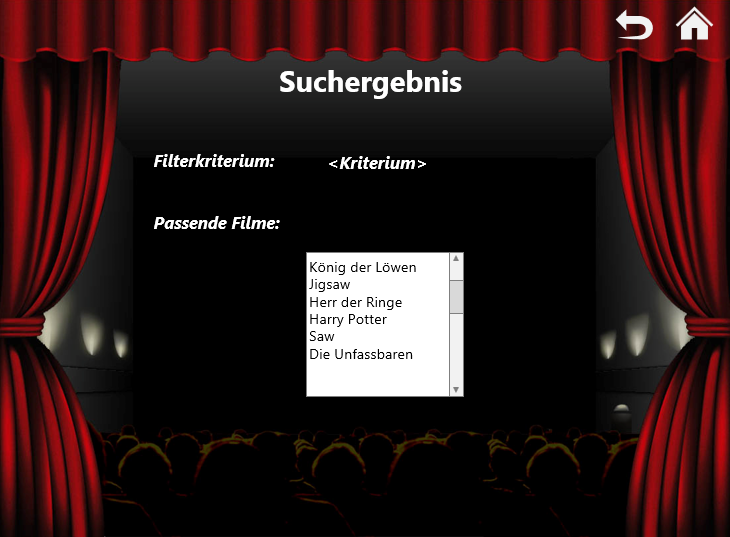 Suchergebnis
Filterkriterium: <Kriterium>
Passende Filme:
König der Löwen
Jigsaw
Herr der Ringe
Harry Potter
Saw
Die Unfassbaren